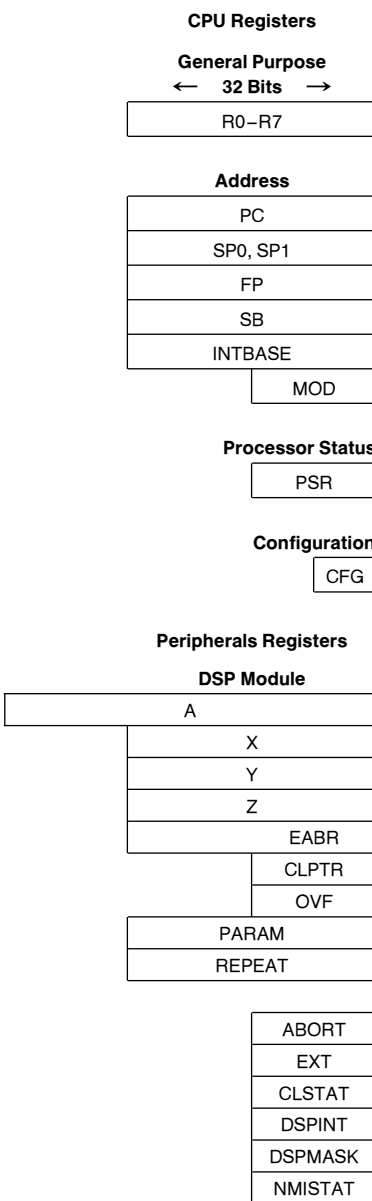 CPU Registers
General Purpose
← 32 Bits →
R0–R7
Address
PC
SP0, SP1
FP
SB
INTBASE
MOD
Processor Status
PSR
Configuration
CFG
Peripherals Registers
DSP Module
A
X
Y
Z
EABR
CLPTR
OVF
PARAM
REPEAT
ABORT
EXT
CLSTAT
DSPINT
DSPMASK
NMISTAT